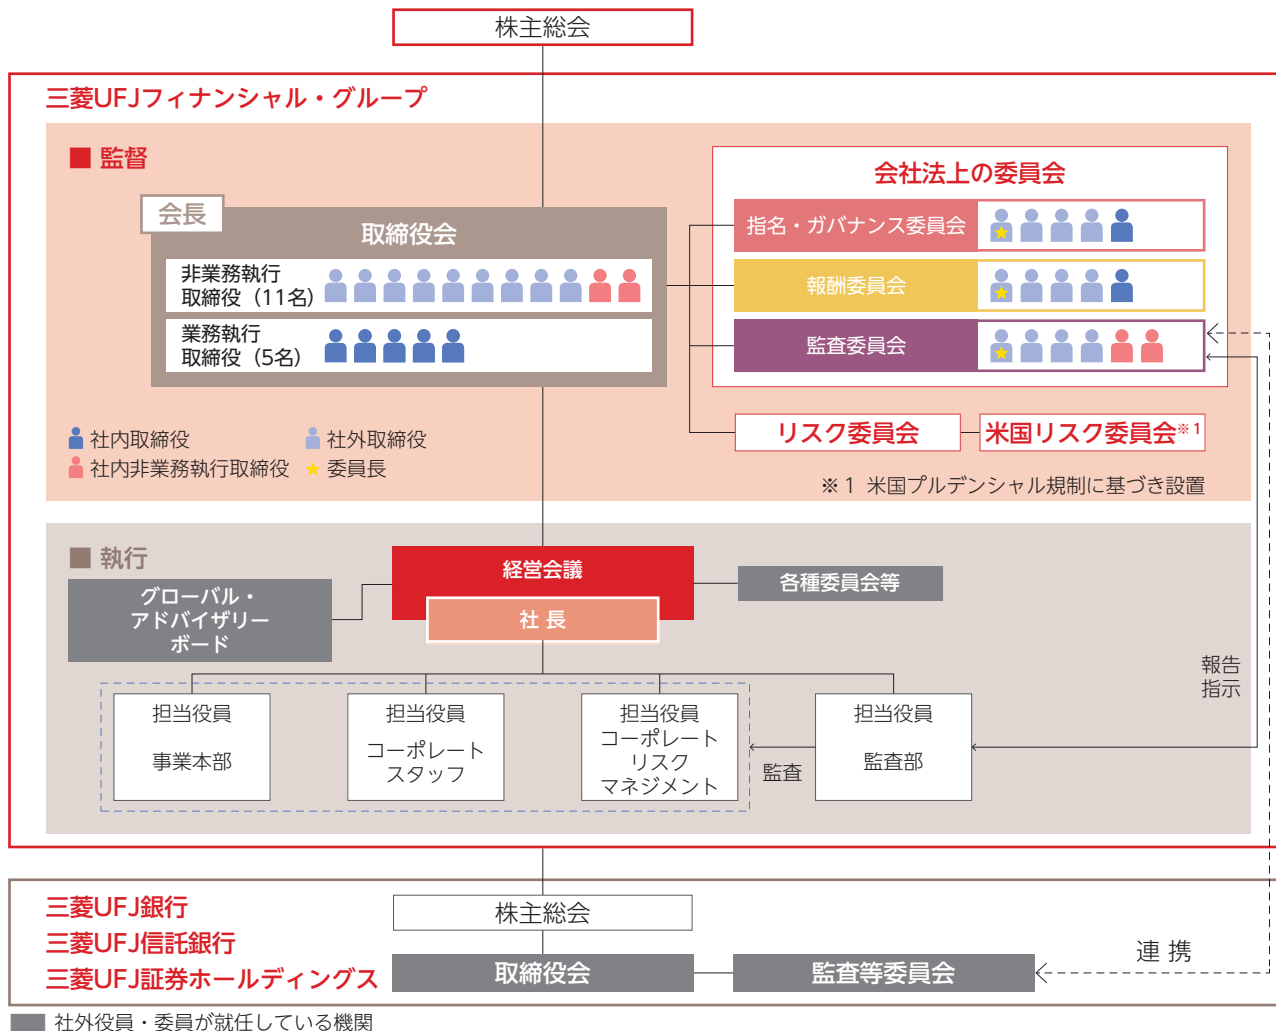 株主総会
三菱UFJフィナンシャル・グループ
■ 監督
会長
取締役会
非業務執行
取締役（11名）
業務執行
取締役（5名）
会社法上の委員会
指名・ガバナンス委員会
報酬委員会
監査委員会
社内取締役
社外取締役
社内非業務執行取締役
★ 委員長
リスク委員会
米国リスク委員会※1
※1 米国プルデンシャル規制に基づき設置
■ 執行
経営会議
社 長
グローバル・
アドバイザリー
ボード
各種委員会等
担当役員
事業本部
担当役員
コーポレート
スタッフ
担当役員
コーポレート
リスク
マネジメント
監査
担当役員
監査部
報告
指示
三菱UFJ銀行
三菱UFJ信託銀行
三菱UFJ証券ホールディングス
株主総会
取締役会
監査等委員会
連 携
社外役員・委員が就任している機関